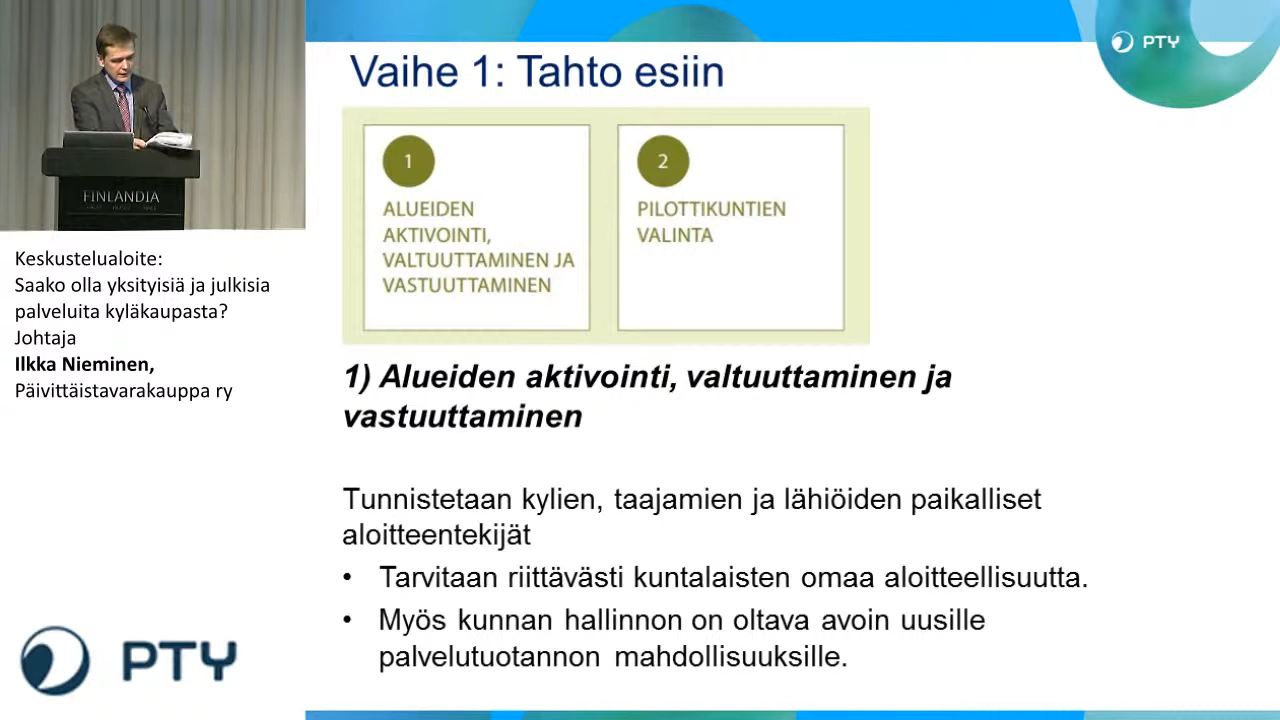 PTY
Vaihe 1: Tahto esiin
1
ALUEIDEN
AKTIVOINTI,
VALTUUTTAMINEN JA
VASTUUTTAMINEN
2
PILOTTIKUNTIEN
VALINTA
FINLANDIA
Keskustelualoite:
Saako olla yksityisiä ja julkisia
palveluita kyläkaupasta?
Johtaja
Ilkka Nieminen,
Päivittäistavarakauppa ry
1) Alueiden aktivointi, valtuuttaminen ja
vastuuttaminen
Tunnistetaan kylien, taajamien ja lähiöiden paikalliset
aloitteentekijät
• Tarvitaan riittävästi kuntalaisten omaa aloitteellisuutta.
• Myös kunnan hallinnon on oltava avoin uusille
palvelutuotannon mahdollisuuksille.
PTY